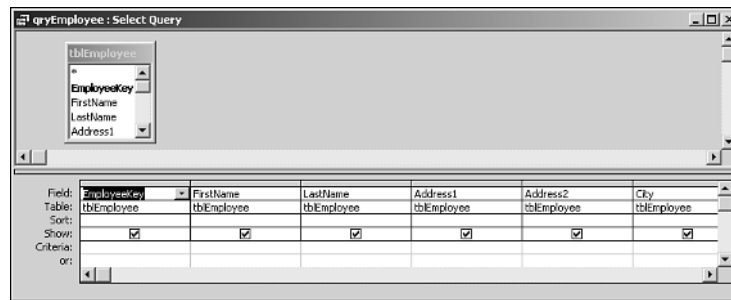 qryEmployee : Select Query
tblEmployee
*
EmployeeKey
FirstName
LastName
Address1
Field: EmployeeKey FirstName LastName Address1 Address2 City
Table: tblEmployee tblEmployee tblEmployee tblEmployee tblEmployee tblEmployee
Sort:
Show:
Criteria:
or: